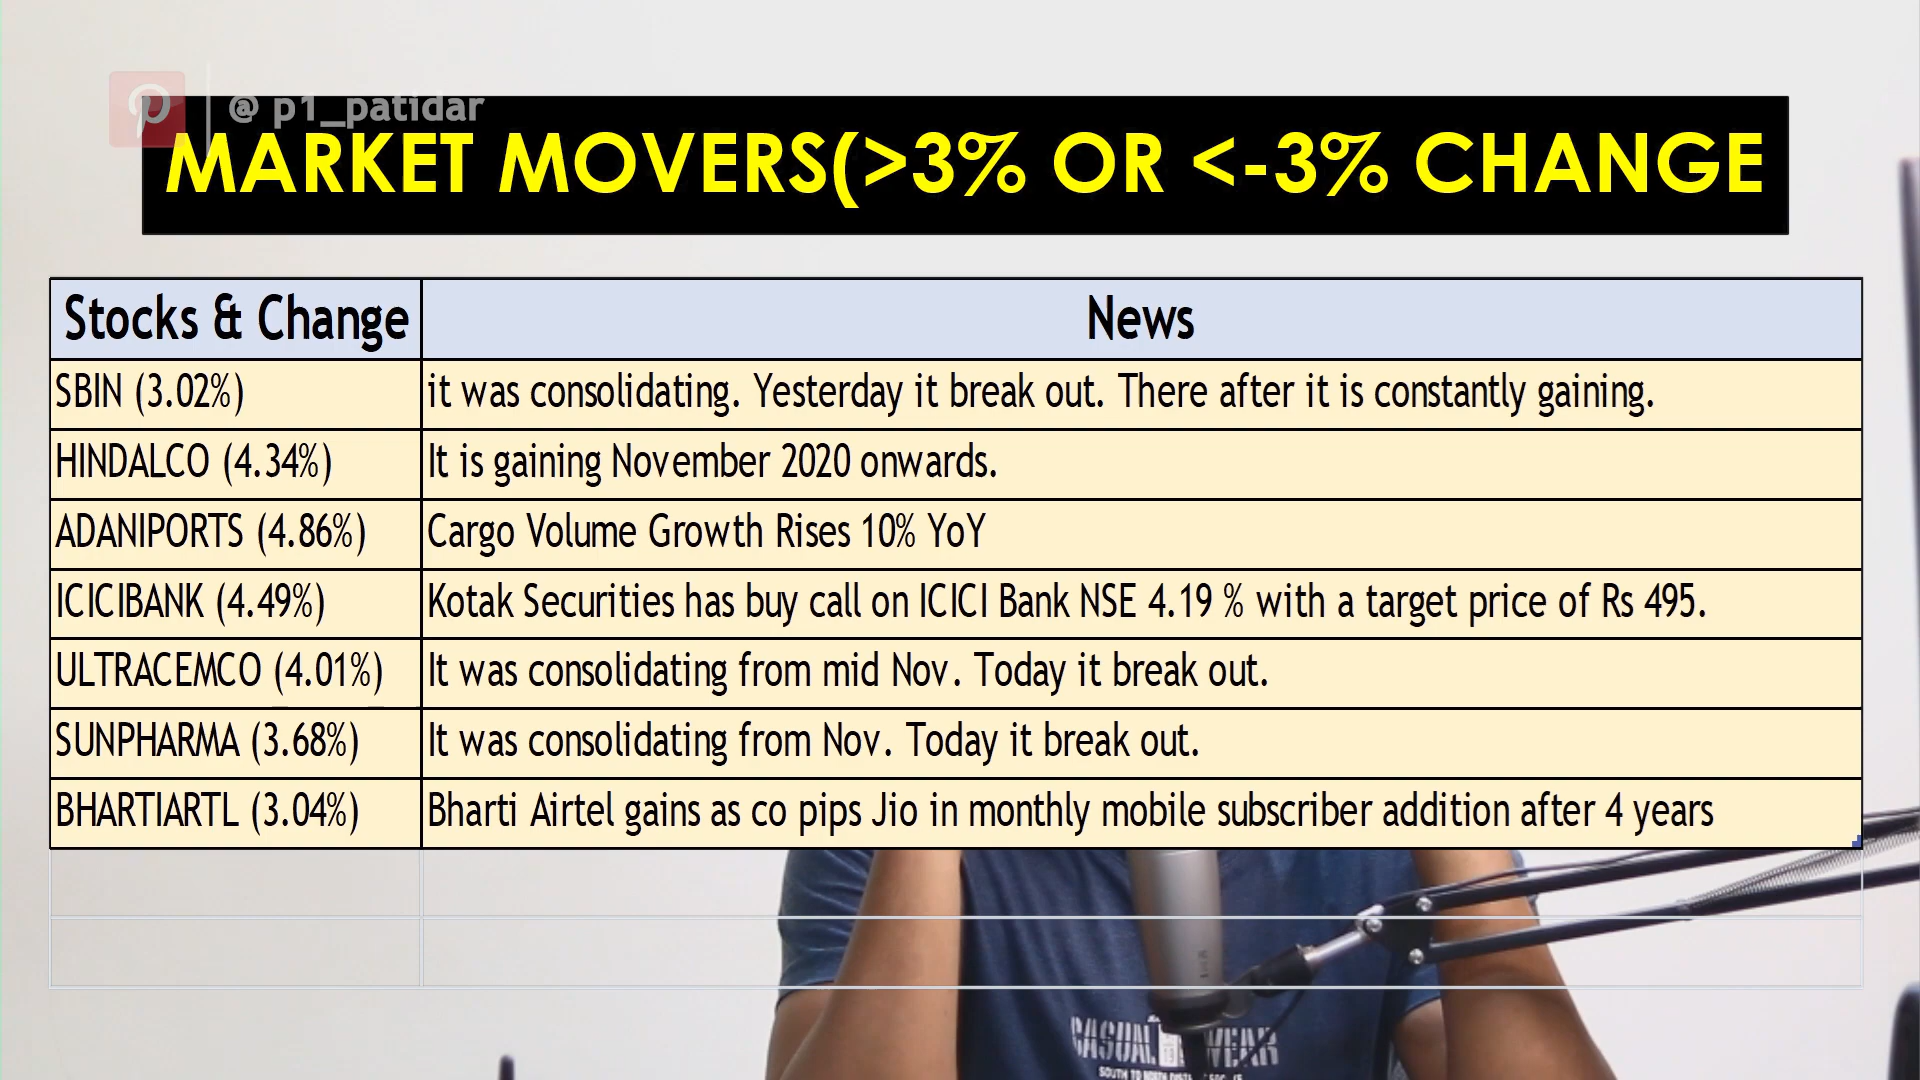 @ p1_patidar
MARKET MOVERS(>3% OR <-3% CHANGE
Stocks & Change News
SBIN (3.02%) it was consolidating. Yesterday it break out. There after it is constantly gaining.
HINDALCO (4.34%) It is gaining November 2020 onwards.
ADANIPORTS (4.86%) Cargo Volume Growth Rises 10% YoY
ICICIBANK (4.49%) Kotak Securities has buy call on ICICI Bank NSE 4.19 % with a target price of Rs 495.
ULTRACEMCO (4.01%) It was consolidating from mid Nov. Today it break out.
SUNPHARMA (3.68%) It was consolidating from Nov. Today it break out.
BHARTIARTL (3.04%) Bharti Airtel gains as co pips Jio in monthly mobile subscriber addition after 4 years
CASUAL WEAR
SOUTH TO NORTH